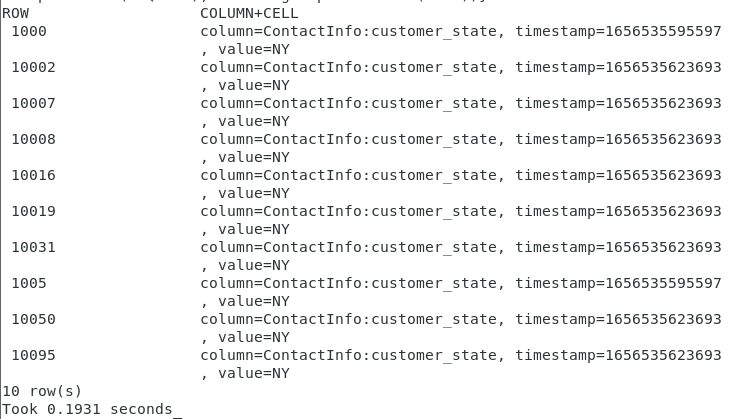 ROW                   COLUMN+CELL
 1000                 column=ContactInfo:customer_state, timestamp=1656535595597
                      , value=NY
 10002                column=ContactInfo:customer_state, timestamp=1656535623693
                      , value=NY
 10007                column=ContactInfo:customer_state, timestamp=1656535623693
                      , value=NY
 10008                column=ContactInfo:customer_state, timestamp=1656535623693
                      , value=NY
 10016                column=ContactInfo:customer_state, timestamp=1656535623693
                      , value=NY
 10019                column=ContactInfo:customer_state, timestamp=1656535623693
                      , value=NY
 10031                column=ContactInfo:customer_state, timestamp=1656535623693
                      , value=NY
 1005                 column=ContactInfo:customer_state, timestamp=1656535595597
                      , value=NY
 10050                column=ContactInfo:customer_state, timestamp=1656535623693
                      , value=NY
 10095                column=ContactInfo:customer_state, timestamp=1656535623693
                      , value=NY
10 row(s)
Took 0.1931 seconds_